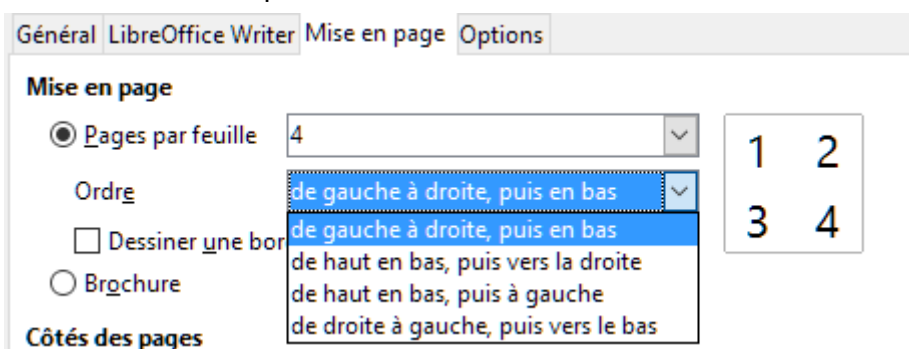 Général LibreOffice Writer Mise en page Options
Mise en page
Pages par feuille 4
1 2
Ordre de gauche à droite, puis en bas
3 4
de gauche à droite, puis en bas
Dessiner une bor
de haut en bas, puis vers la droite
Brochure
de haut en bas, puis à gauche
de droite à gauche, puis vers le bas
Côtés des pages